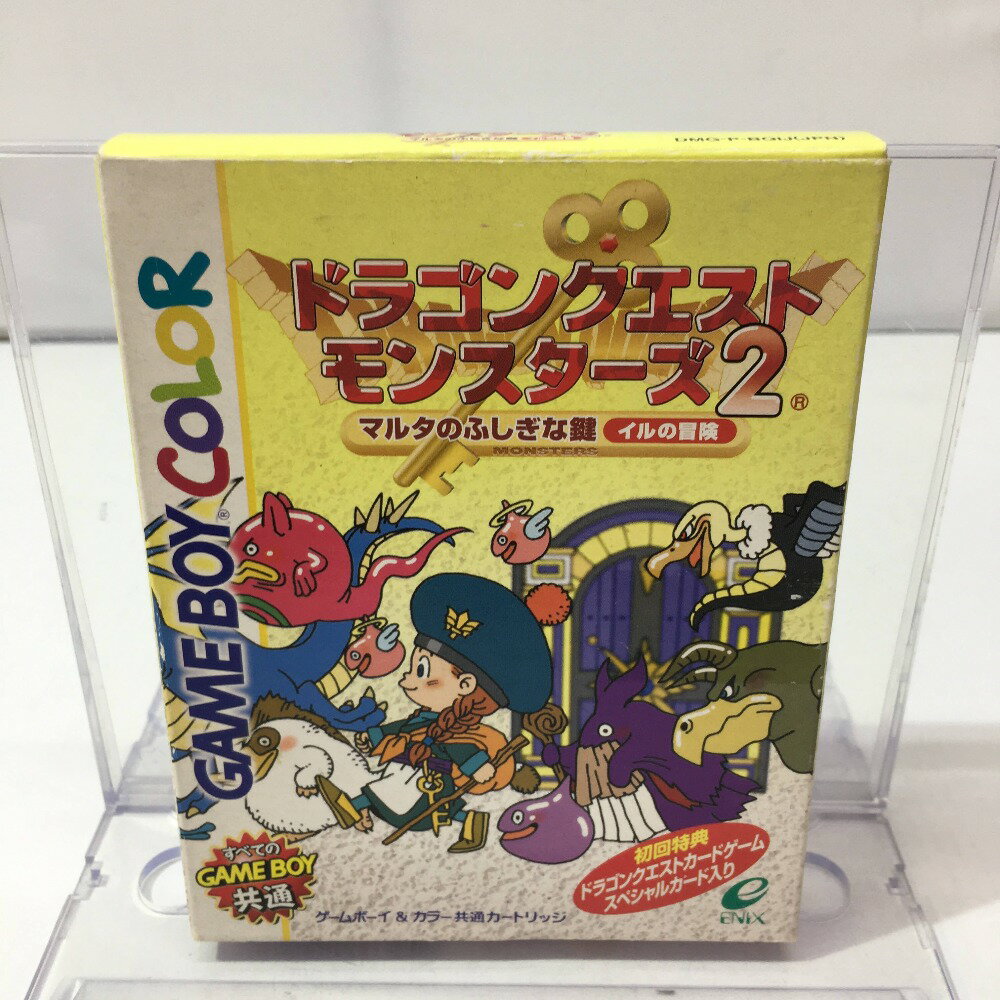 GAME BOY COLOR
ドラゴンクエスト
モンスターズ2
®
マルタのふしぎな鍵 イルの冒険
MONSTERS
すべての
GAME BOY
共通
ゲームボーイ & カラー共通カートリッジ
初回特典
ドラゴンクエストカードゲーム
スペシャルカード入り
ENIX